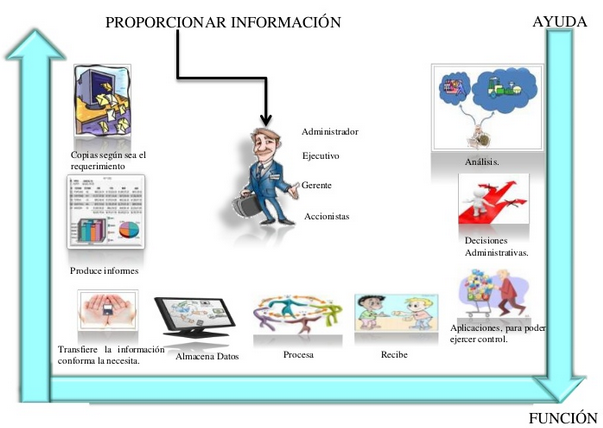 PROPORCIONAR INFORMACIÓN
AYUDA
Administrador
Ejecutivo
Gerente
Accionistas
Copias según sea el
requerimiento
Análisis.
Produce informes
Decisiones
Administrativas.
Transfiere la información
conforma la necesita.
Almacena Datos
Procesa
Recibe
Aplicaciones, para poder
ejercer control.
FUNCIÓN